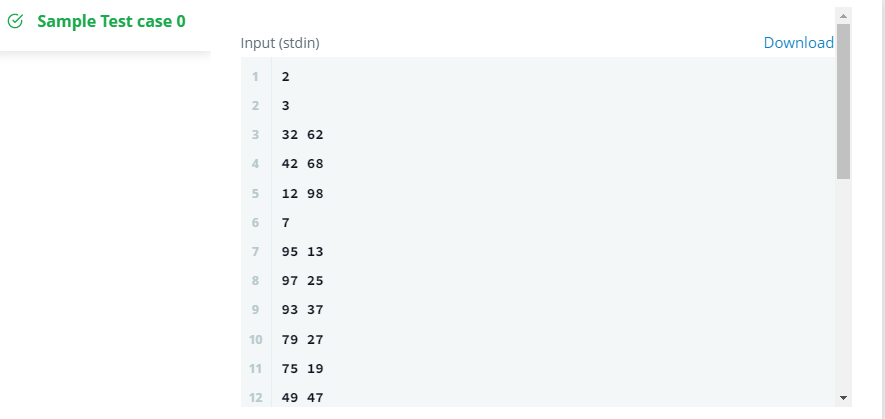 Sample Test case 0
Input (stdin)
Download
1 2
2 3
3 32 62
4 42 68
5 12 98
6 7
7 95 13
8 97 25
9 93 37
10 79 27
11 75 19
12 49 47